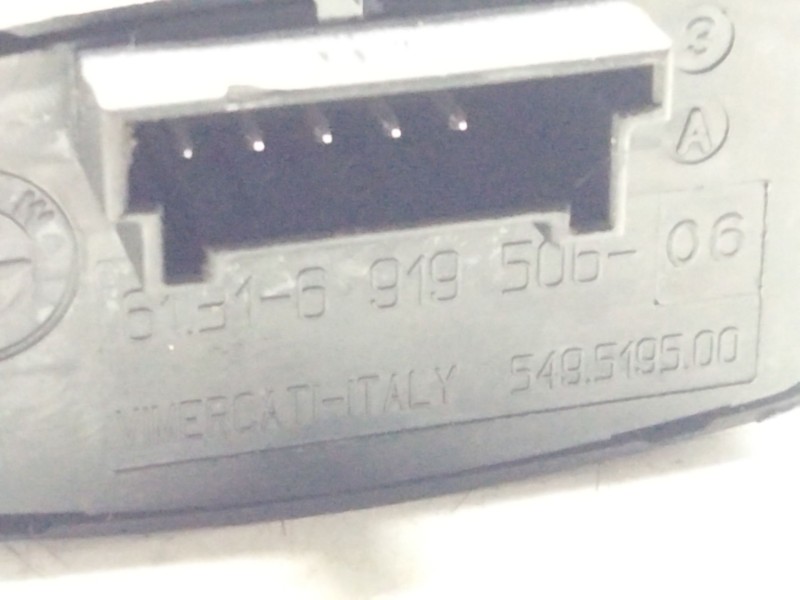 3
A
61.31-6 919 506- 06
VIMERCATI-ITALY 549.5195.00